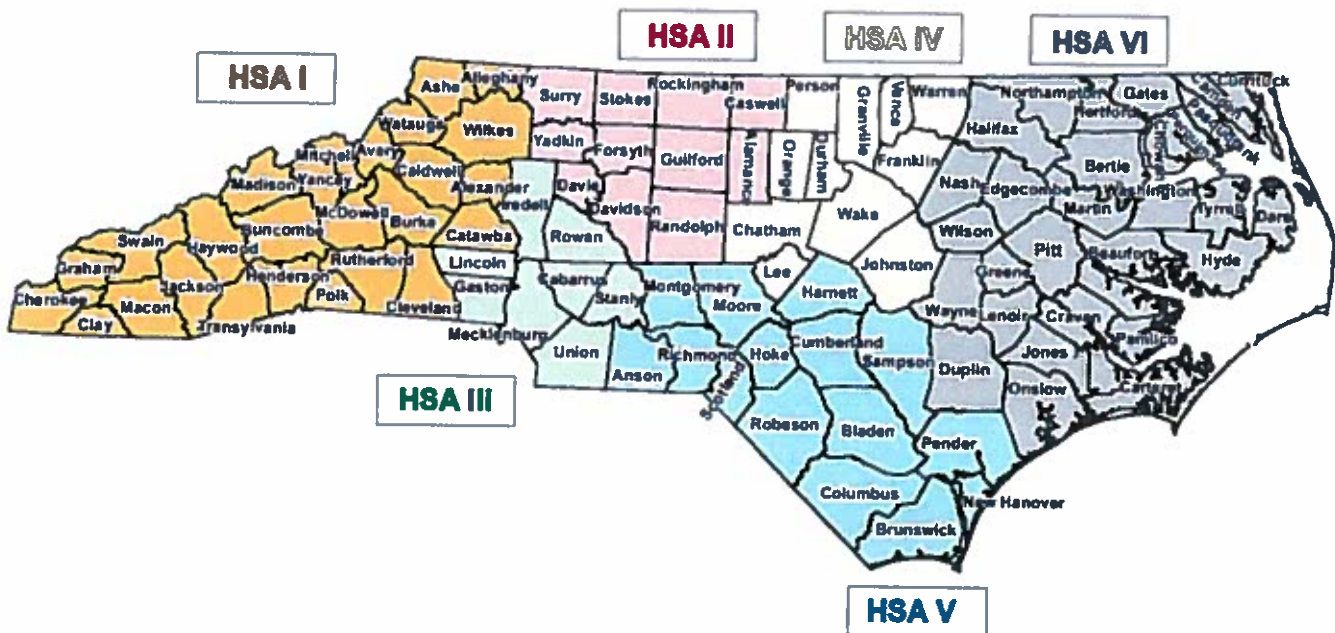 HSA II
HSA IV
HSA VI
HSA I
Ashe
Alleghany
Surry
Stokes
Rockingham
Caswell
Person
Granville
Vance
Warren
Northampton
Gates
Hertford
Halifax
Watauga
Wilkes
Yadkin
Forsyth
Guilford
Alamance
Orange
Durham
Franklin
Bertie
Mitchell
Avery
Caldwell
Alexander
Iredell
Davie
Davidson
Randolph
Chatham
Wake
Nash
Edgecombe
Martin
Washington
Tyrrell
Dare
Madison
Yancey
McDowell
Burke
Catawba
Rowan
Wilson
Pitt
Beaufort
Hyde
Swain
Haywood
Buncombe
Rutherford
Lincoln
Lee
Johnston
Greene
Graham
Jackson
Henderson
Polk
Cleveland
Gaston
Cabarrus
Stanly
Montgomery
Moore
Harnett
Wayne
Lenoir
Craven
Pamlico
Cherokee
Clay
Macon
Transylvania
Mecklenburg
Union
Anson
Richmond
Scotland
Hoke
Cumberland
Sampson
Duplin
Jones
Onslow
Carteret
HSA III
Robeson
Bladen
Pender
Columbus
New Hanover
Brunswick
HSA V